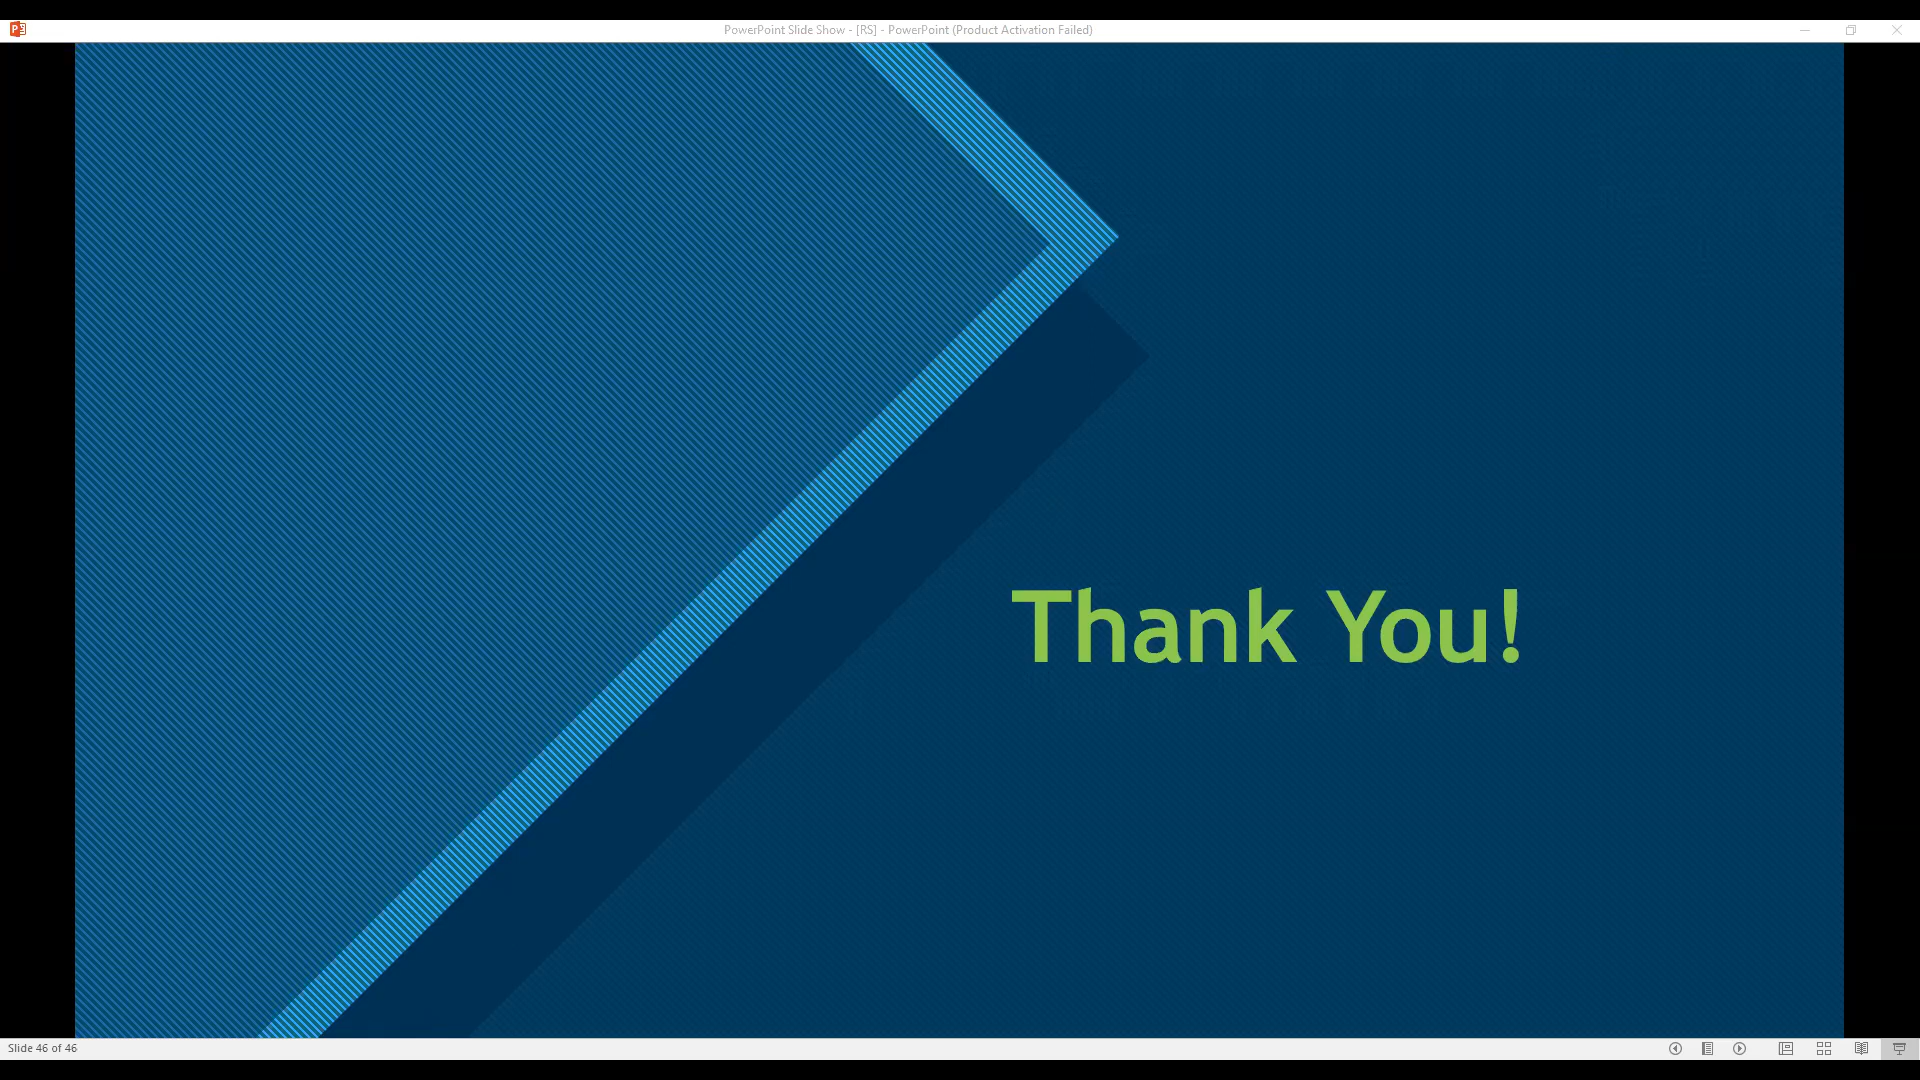 PowerPoint Slide Show - [RS] - PowerPoint (Product Activation Failed)
Thank You!
Slide 46 of 46